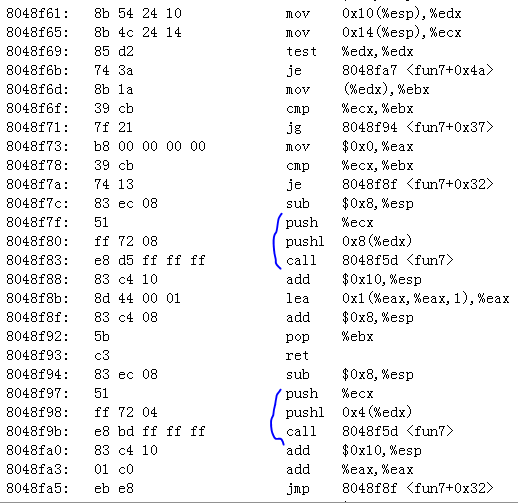 8048f61: 8b 54 24 10 mov 0x10(%esp),%edx
8048f65: 8b 4c 24 14 mov 0x14(%esp),%ecx
8048f69: 85 d2 test %edx,%edx
8048f6b: 74 3a je 8048fa7 <fun7+0x4a>
8048f6d: 8b 1a mov (%edx),%ebx
8048f6f: 39 cb cmp %ecx,%ebx
8048f71: 7f 21 jg 8048f94 <fun7+0x37>
8048f73: b8 00 00 00 00 mov $0x0,%eax
8048f78: 39 cb cmp %ecx,%ebx
8048f7a: 74 13 je 8048f8f <fun7+0x32>
8048f7c: 83 ec 08 sub $0x8,%esp
8048f7f: 51 push %ecx
8048f80: ff 72 08 pushl 0x8(%edx)
8048f83: e8 d5 ff ff ff call 8048f5d <fun7>
8048f88: 83 c4 10 add $0x10,%esp
8048f8b: 8d 44 00 01 lea 0x1(%eax,%eax,1),%eax
8048f8f: 83 c4 08 add $0x8,%esp
8048f92: 5b pop %ebx
8048f93: c3 ret
8048f94: 83 ec 08 sub $0x8,%esp
8048f97: 51 push %ecx
8048f98: ff 72 04 pushl 0x4(%edx)
8048f9b: e8 bd ff ff ff call 8048f5d <fun7>
8048fa0: 83 c4 10 add $0x10,%esp
8048fa3: 01 c0 add %eax,%eax
8048fa5: eb e8 jmp 8048f8f <fun7+0x32>